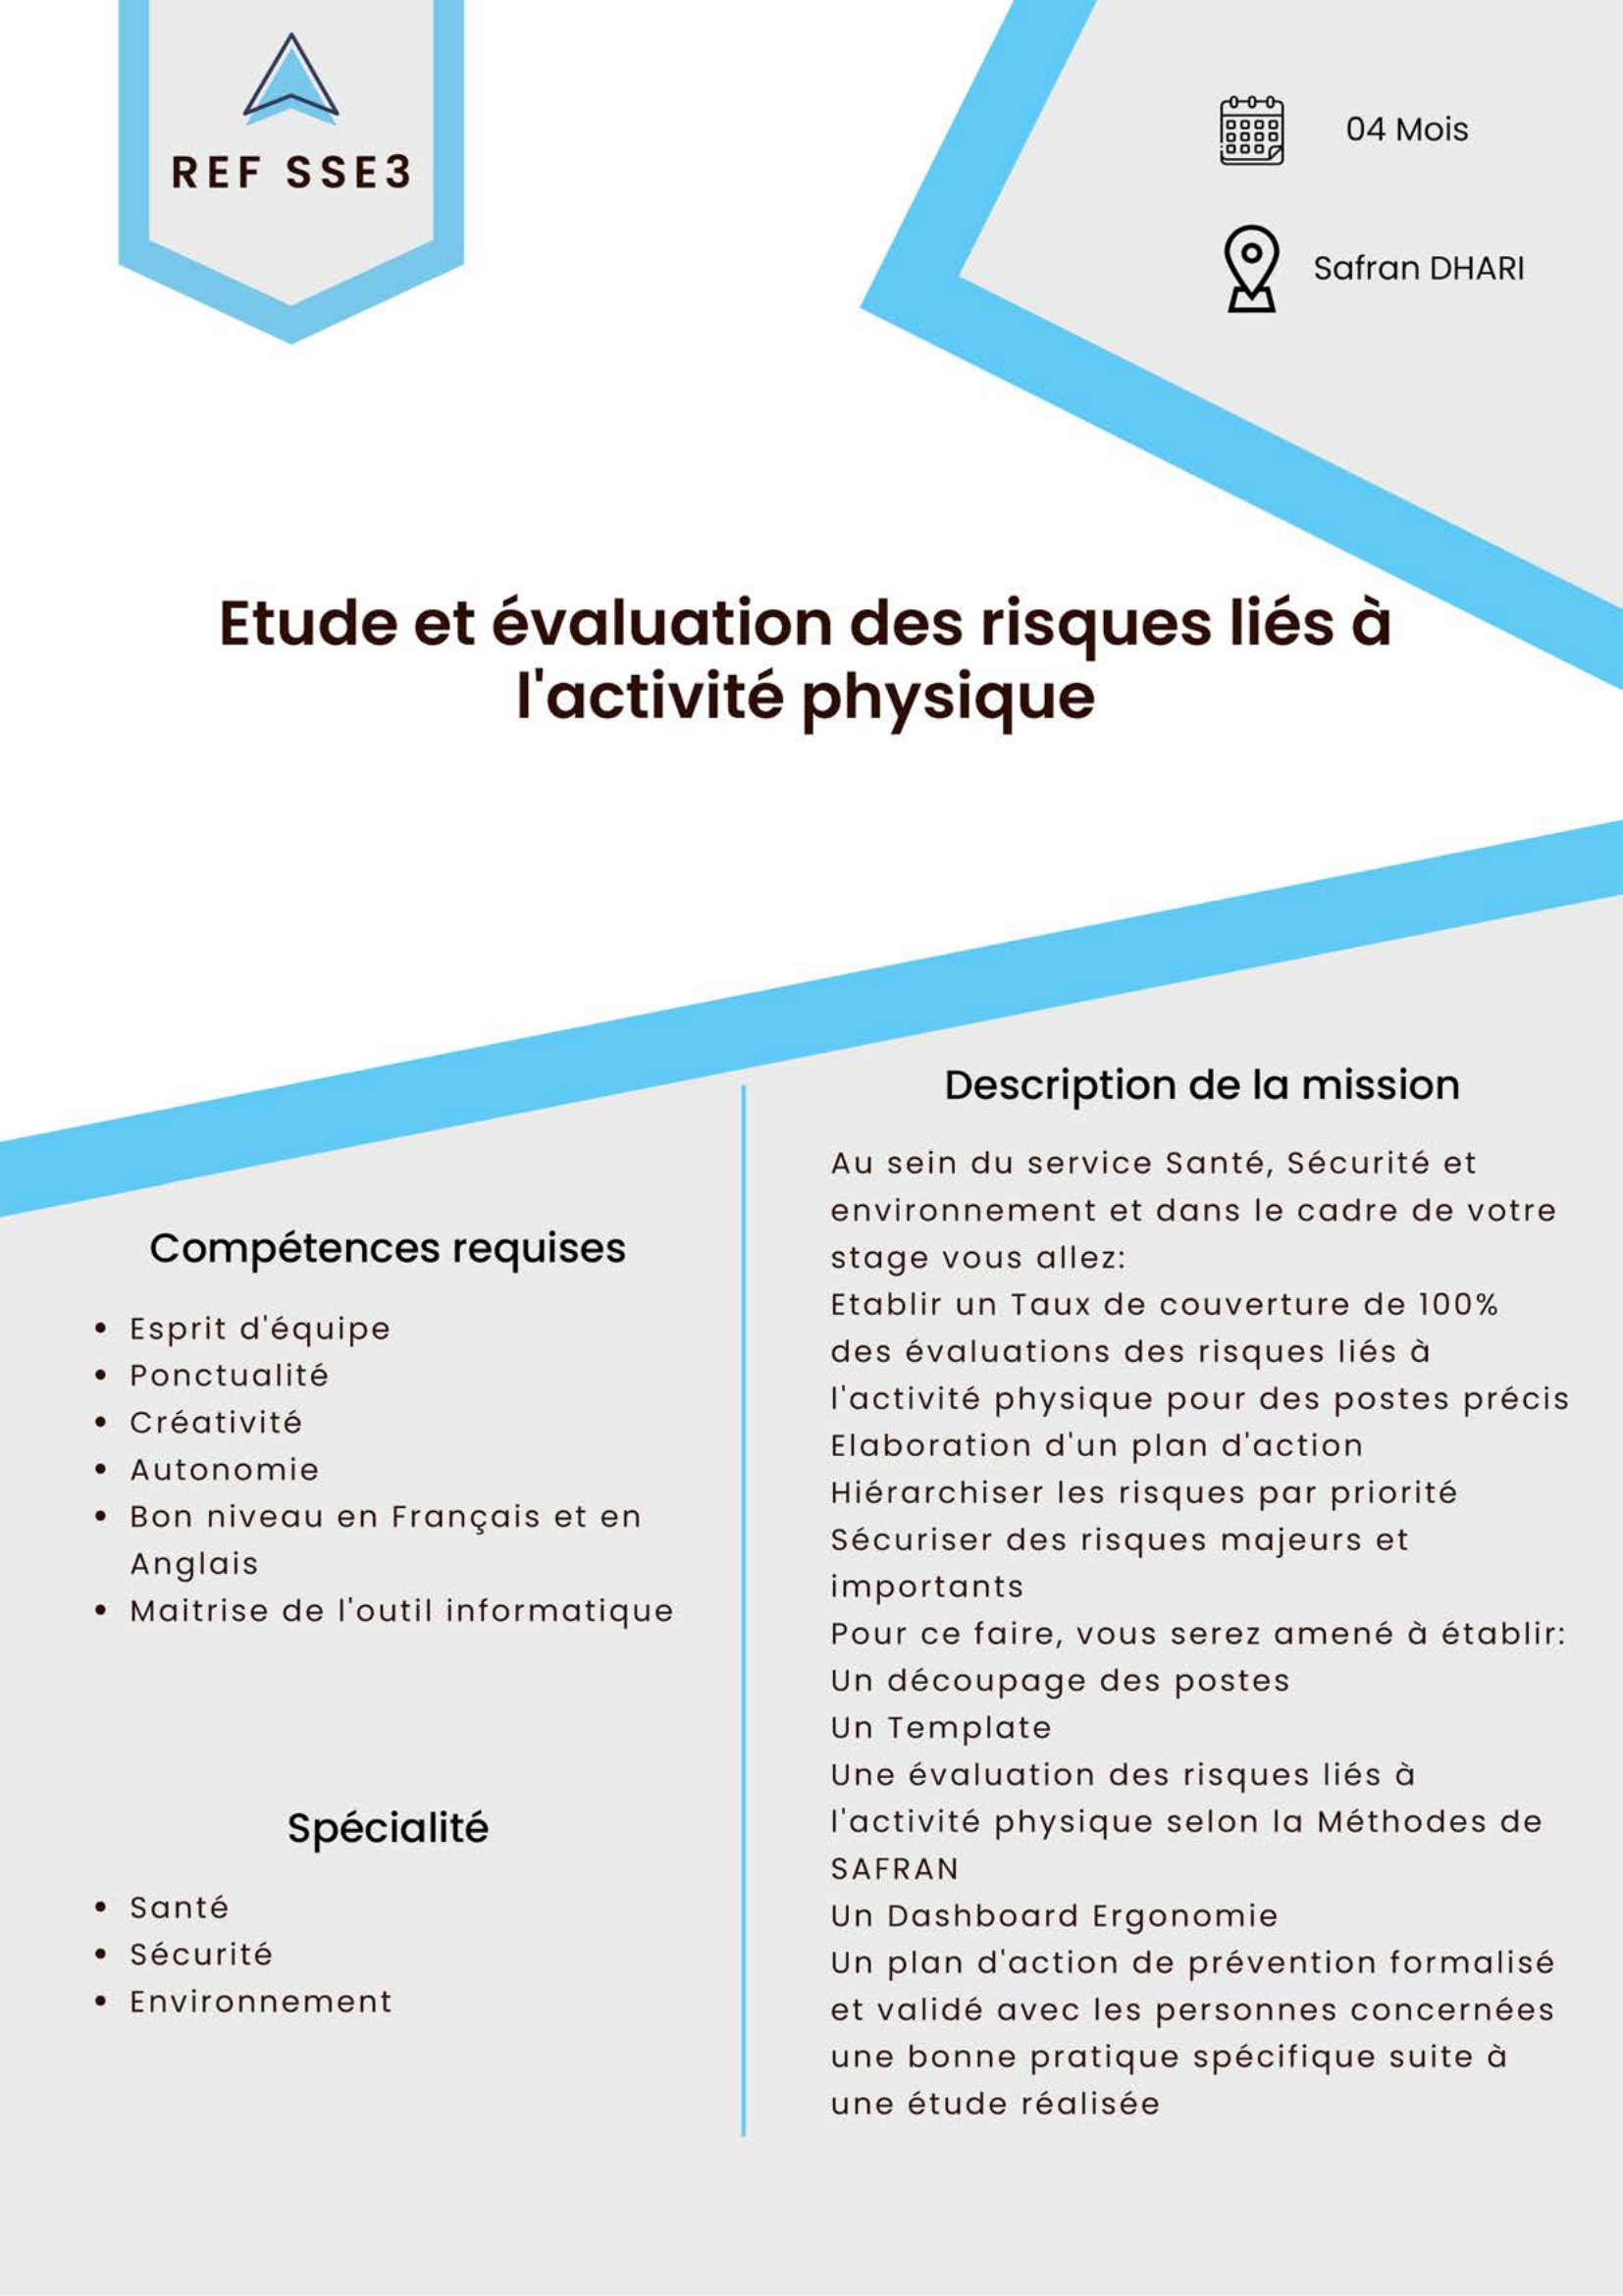 REF SSE3
04 Mois
Safran DHARI
Etude et évaluation des risques liés à
l'activité physique
Compétences requises
• Esprit d'équipe
• Ponctualité
• Créativité
• Autonomie
• Bon niveau en Français et en
Anglais
• Maitrise de l'outil informatique
Spécialité
• Santé
• Sécurité
• Environnement
Description de la mission
Au sein du service Santé, Sécurité et
environnement et dans le cadre de votre
stage vous allez:
Etablir un Taux de couverture de 100%
des évaluations des risques liés à
l'activité physique pour des postes précis
Elaboration d'un plan d'action
Hiérarchiser les risques par priorité
Sécuriser des risques majeurs et
importants
Pour ce faire, vous serez amené à établir:
Un découpage des postes
Un Template
Une évaluation des risques liés à
l'activité physique selon la Méthodes de
SAFRAN
Un Dashboard Ergonomie
Un plan d'action de prévention formalisé
et validé avec les personnes concernées
une bonne pratique spécifique suite à
une étude réalisée